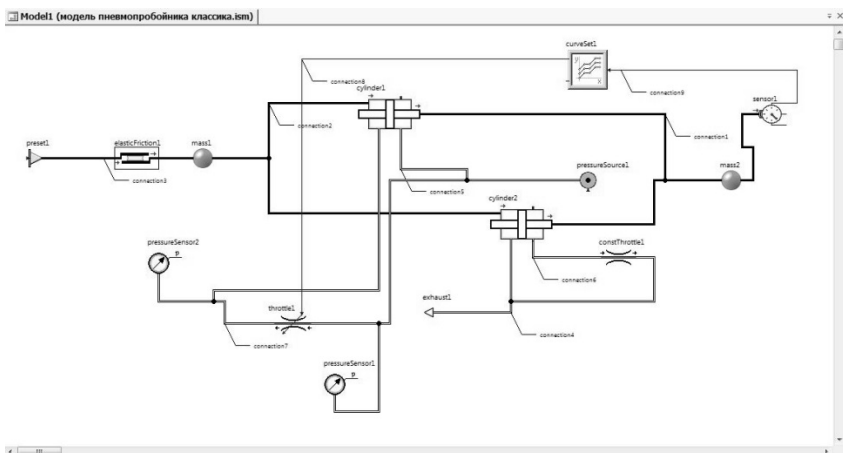 Model1 (модель пневмопробойника классика.ism)
curveSet1
y
x
connection8
connection9
cylinder1
sensor1
preset1
elasticFriction1
mass1
connection2
connection1
connection3
connection5
pressureSource1
mass2
cylinder2
pressureSensor2
p
constThrottle1
connection6
exhaust1
throttle1
connection4
connection7
pressureSensor1
p